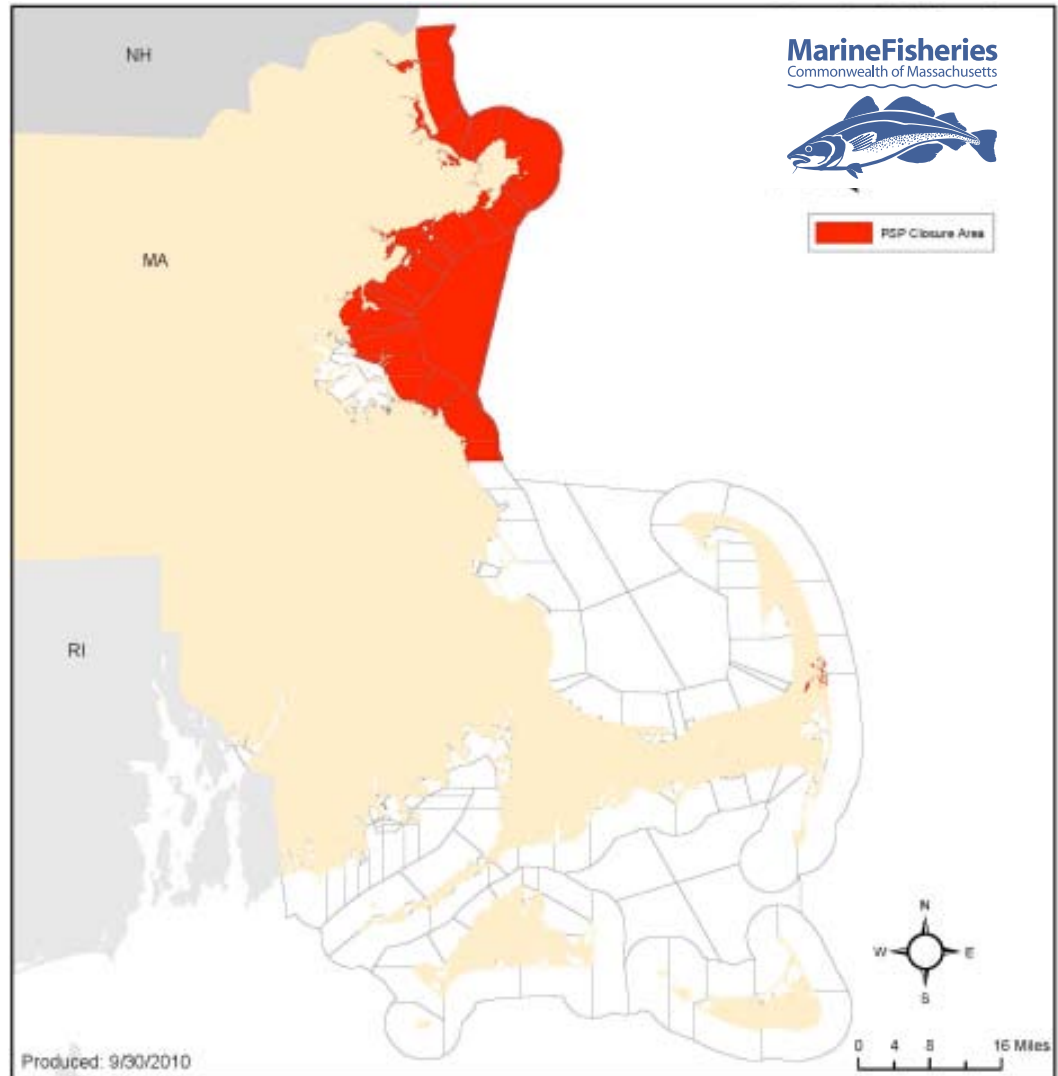 NH
MarineFisheries
Commonwealth of Massachusetts
PSP Closure Area
MA
RI
N
W
E
S
0 4 8 16 Miles
Produced: 9/30/2010